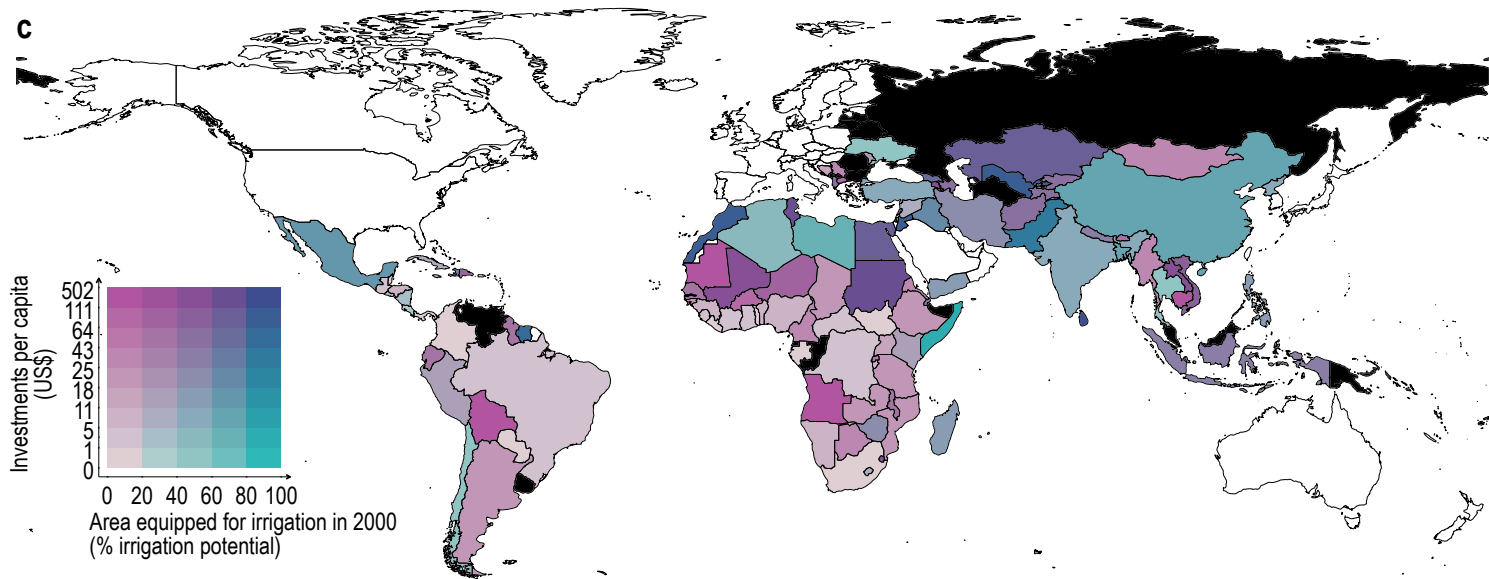 c
Investments per capita
(US$)
502
111
64
43
25
18
11
5
1
0
0 20 40 60 80 100
Area equipped for irrigation in 2000
(% irrigation potential)